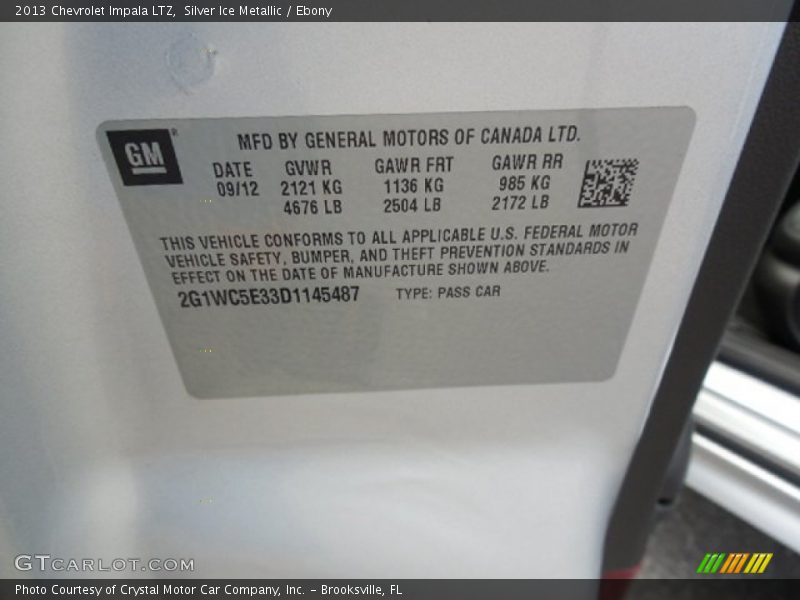 2013 Chevrolet Impala LTZ, Silver Ice Metallic / Ebony
GM ®
MFD BY GENERAL MOTORS OF CANADA LTD.
DATE GVWR GAWR FRT GAWR RR
09/12 2121 KG 1136 KG 985 KG
4676 LB 2504 LB 2172 LB
THIS VEHICLE CONFORMS TO ALL APPLICABLE U.S. FEDERAL MOTOR
VEHICLE SAFETY, BUMPER, AND THEFT PREVENTION STANDARDS IN
EFFECT ON THE DATE OF MANUFACTURE SHOWN ABOVE.
2G1WC5E33D1145487 TYPE: PASS CAR
GTCARLOT.COM
Photo Courtesy of Crystal Motor Car Company, Inc. – Brooksville, FL